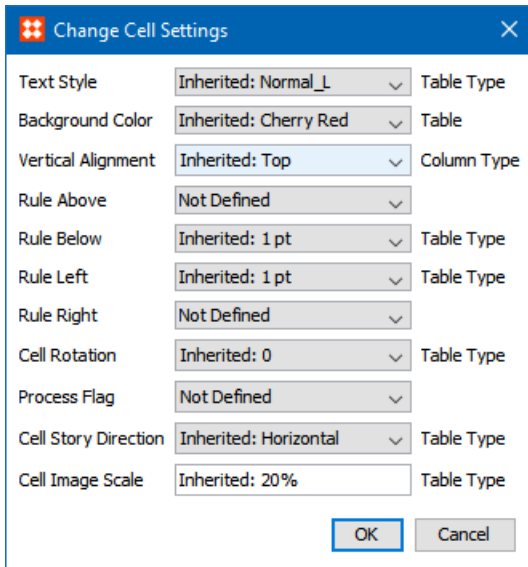 Change Cell Settings
Text Style Inherited: Normal_L Table Type
Background Color Inherited: Cherry Red Table
Vertical Alignment Inherited: Top Column Type
Rule Above Not Defined
Rule Below Inherited: 1 pt Table Type
Rule Left Inherited: 1 pt Table Type
Rule Right Not Defined
Cell Rotation Inherited: 0 Table Type
Process Flag Not Defined
Cell Story Direction Inherited: Horizontal Table Type
Cell Image Scale Inherited: 20% Table Type
OK Cancel